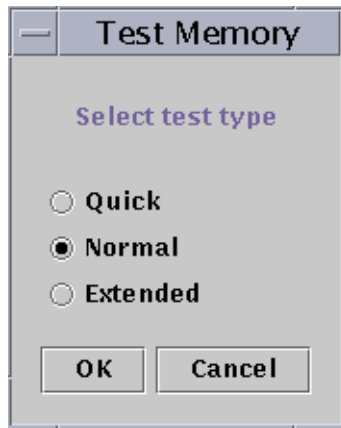 Test Memory
Select test type
Quick
Normal
Extended
OK Cancel